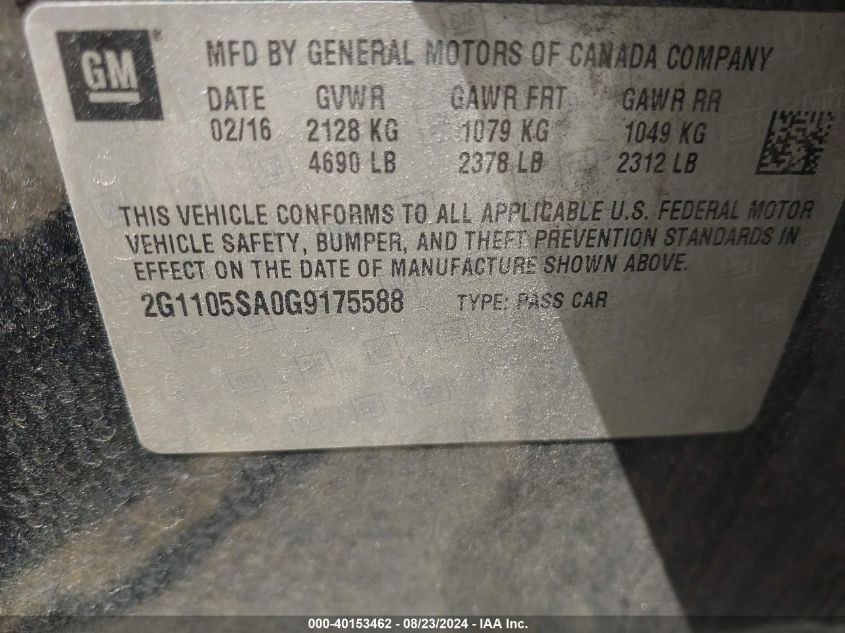 GM®
MFD BY GENERAL MOTORS OF CANADA COMPANY
DATE GVWR GAWR FRT GAWR RR
02/16 2128 KG 1079 KG 1049 KG
4690 LB 2378 LB 2312 LB
THIS VEHICLE CONFORMS TO ALL APPLICABLE U.S. FEDERAL MOTOR
VEHICLE SAFETY, BUMPER, AND THEFT PREVENTION STANDARDS IN
EFFECT ON THE DATE OF MANUFACTURE SHOWN ABOVE.
2G1105SA0G9175588 TYPE: PASS CAR
000-40153462 - 08/23/2024 - IAA Inc.